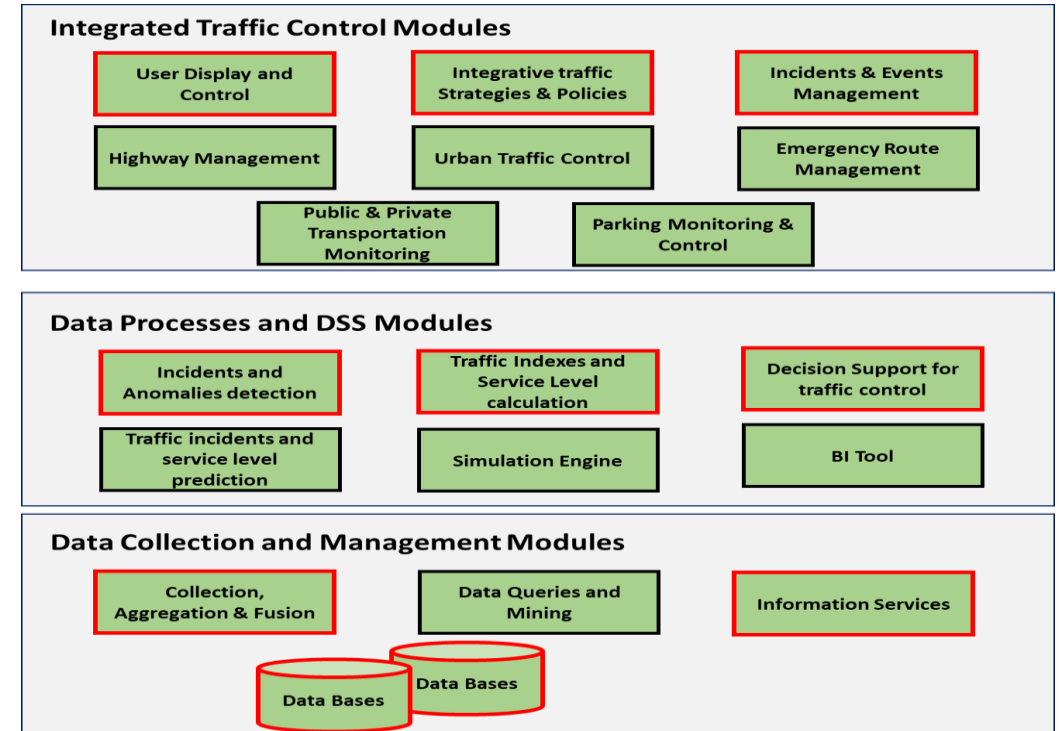 Integrated Traffic Control Modules
User Display and
Control
Integrative traffic
Strategies & Policies
Incidents & Events
Management
Highway Management
Urban Traffic Control
Emergency Route
Management
Public & Private
Transportation
Monitoring
Parking Monitoring &
Control
Data Processes and DSS Modules
Incidents and
Anomalies detection
Traffic Indexes and
Service Level
calculation
Decision Support for
traffic control
Traffic incidents and
service level
prediction
Simulation Engine
BI Tool
Data Collection and Management Modules
Collection,
Aggregation & Fusion
Data Queries and
Mining
Information Services
Data Bases
Data Bases